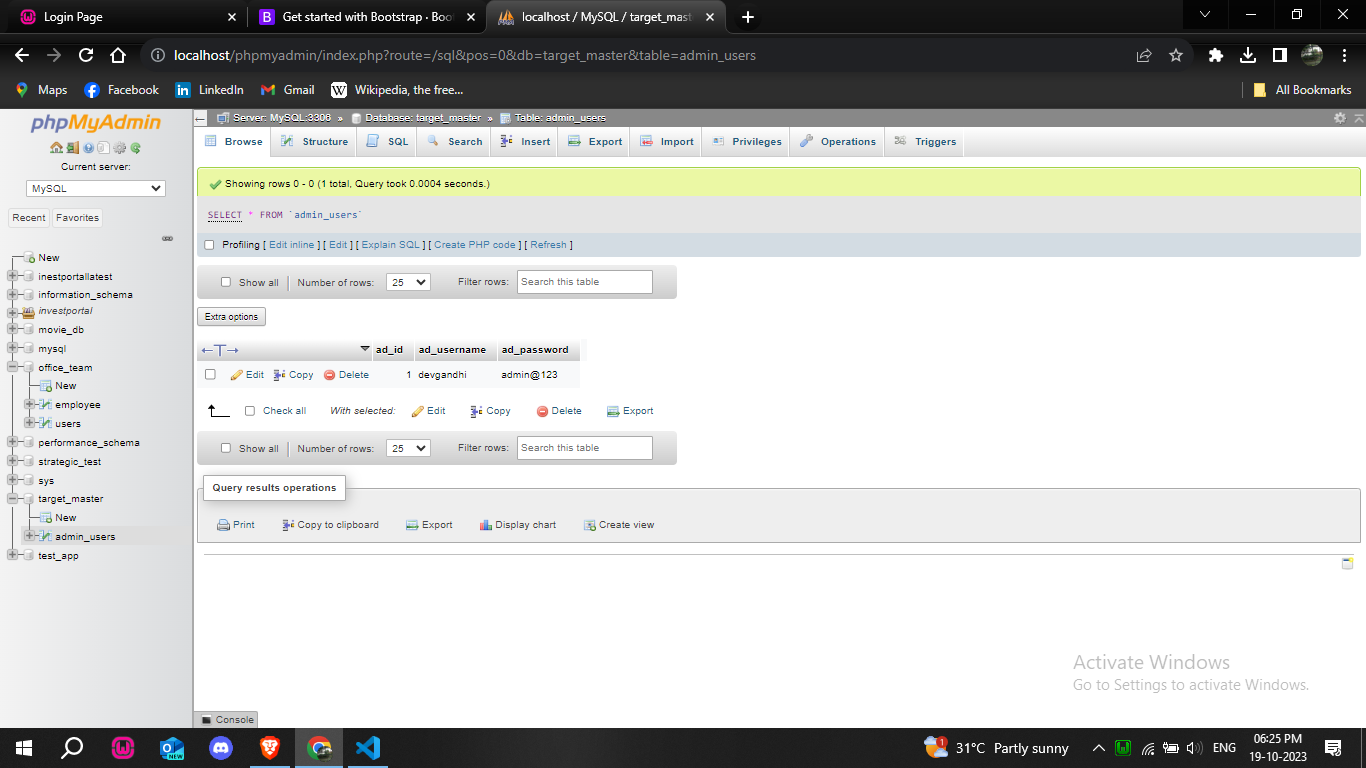 Login Page
Get started with Bootstrap · Boo
localhost / MySQL / target_mast
localhost/phpmyadmin/index.php?route=/sql&pos=0&db=target_master&table=admin_users
Maps Facebook LinkedIn Gmail Wikipedia, the free... All Bookmarks
phpMyAdmin
Current server:
MySQL
Recent Favorites
New
inestportallatest
information_schema
investportal
movie_db
mysql
office_team
New
employee
users
performance_schema
strategic_test
sys
target_master
New
admin_users
test_app
Server: MySQL:3306 » Database: target_master » Table: admin_users
Browse Structure SQL Search Insert Export Import Privileges Operations Triggers
Showing rows 0 - 0 (1 total, Query took 0.0004 seconds.)
SELECT * FROM `admin_users`
Profiling [ Edit inline ] [ Edit ] [ Explain SQL ] [ Create PHP code ] [ Refresh ]
Show all Number of rows: 25 Filter rows: Search this table
Extra options
ad_id ad_username ad_password
Edit Copy Delete 1 devgandhi admin@123
Check all With selected: Edit Copy Delete Export
Show all Number of rows: 25 Filter rows: Search this table
Query results operations
Print Copy to clipboard Export Display chart Create view
Activate Windows
Go to Settings to activate Windows.
Console
NEW
1 31°C Partly sunny ENG 06:25 PM
19-10-2023